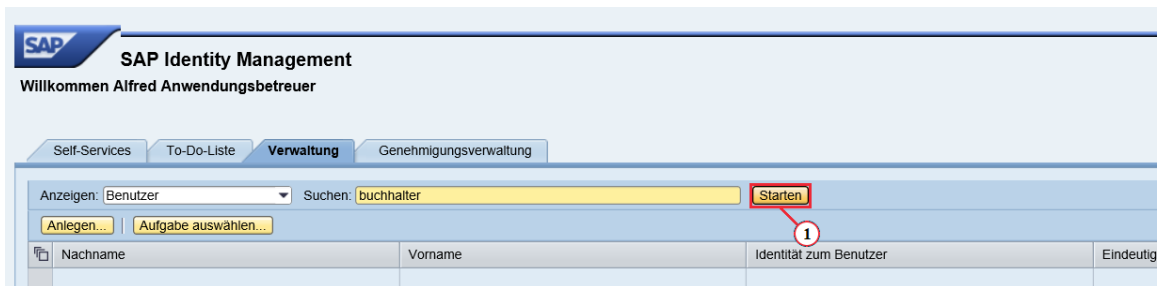 SAP
SAP Identity Management
Willkommen Alfred Anwendungsbetreuer
Self-Services To-Do-Liste Verwaltung Genehmigungsverwaltung
Anzeigen: Benutzer Suchen: buchhalter Starten
Anlegen... Aufgabe auswählen...
1
Nachname Vorname Identität zum Benutzer Eindeutig